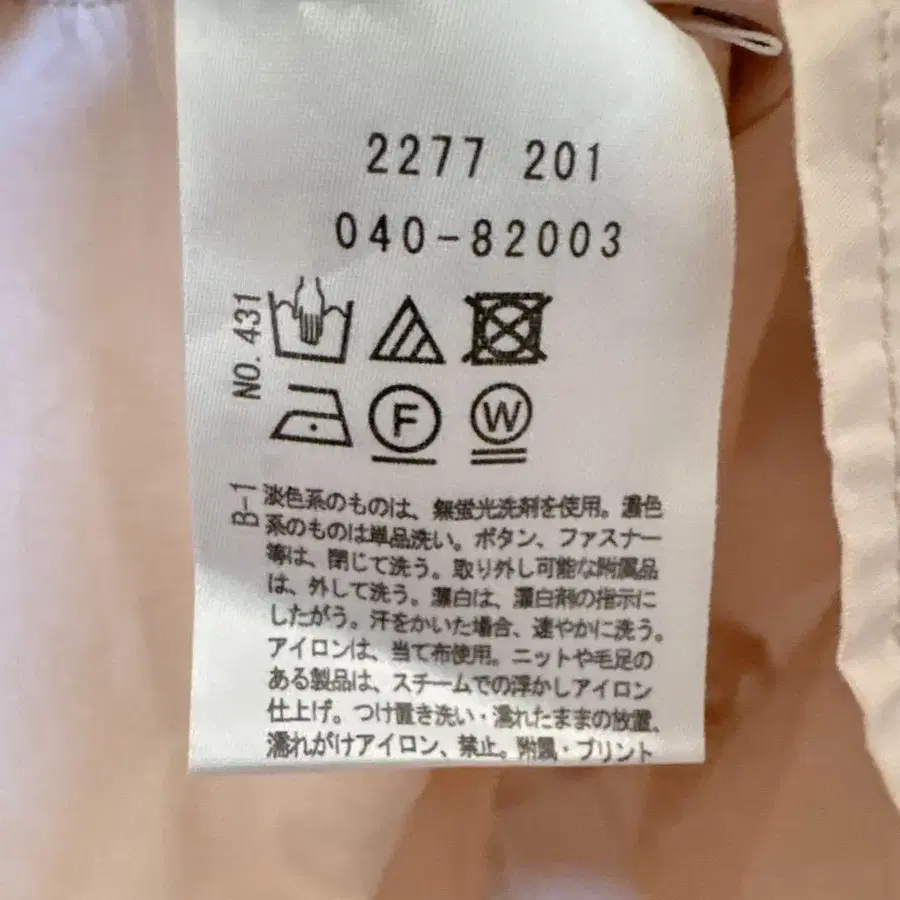 2277 201
040-82003
NO. 431
F
W
B-1
淡色系のものは、無蛍光洗剤を使用。濃色
系のものは単品洗い。ボタン、ファスナー
等は、閉じて洗う。取り外し可能な附属品
は、外して洗う。漂白は、漂白剤の指示に
したがう。汗をかいた場合、速やかに洗う。
アイロンは、当て布使用。ニットや毛足の
ある製品は、スチームでの浮かしアイロン
仕上げ。つけ置き洗い・濡れたままの放置、
濡れがけアイロン、禁止。附属・プリント